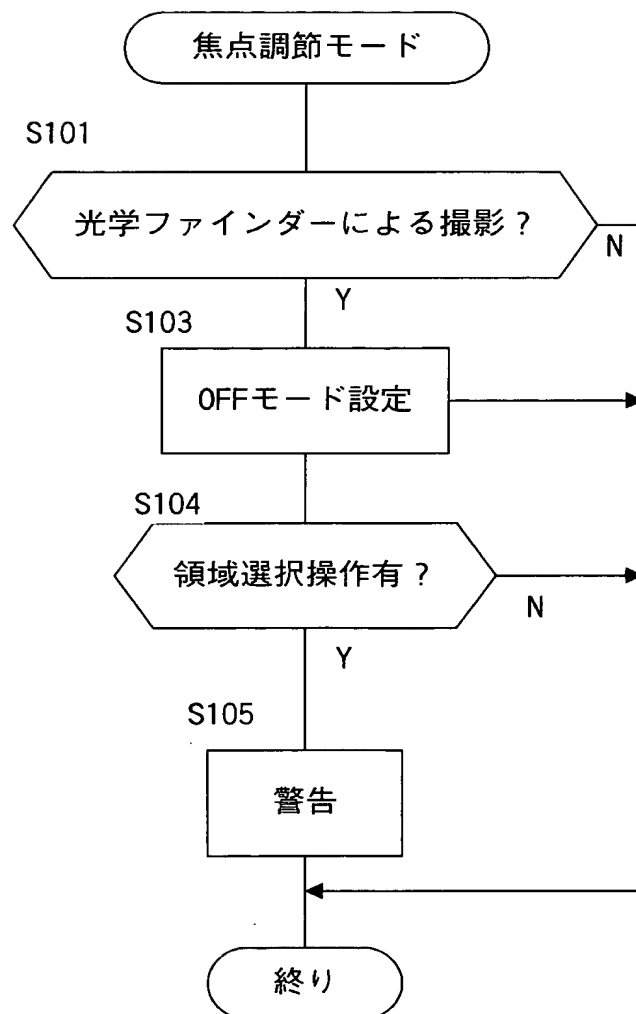 焦点調節モード
S101
光学ファインダーによる撮影？
N
Y
S103
OFFモード設定
S104
領域選択操作有？
N
Y
S105
警告
終り